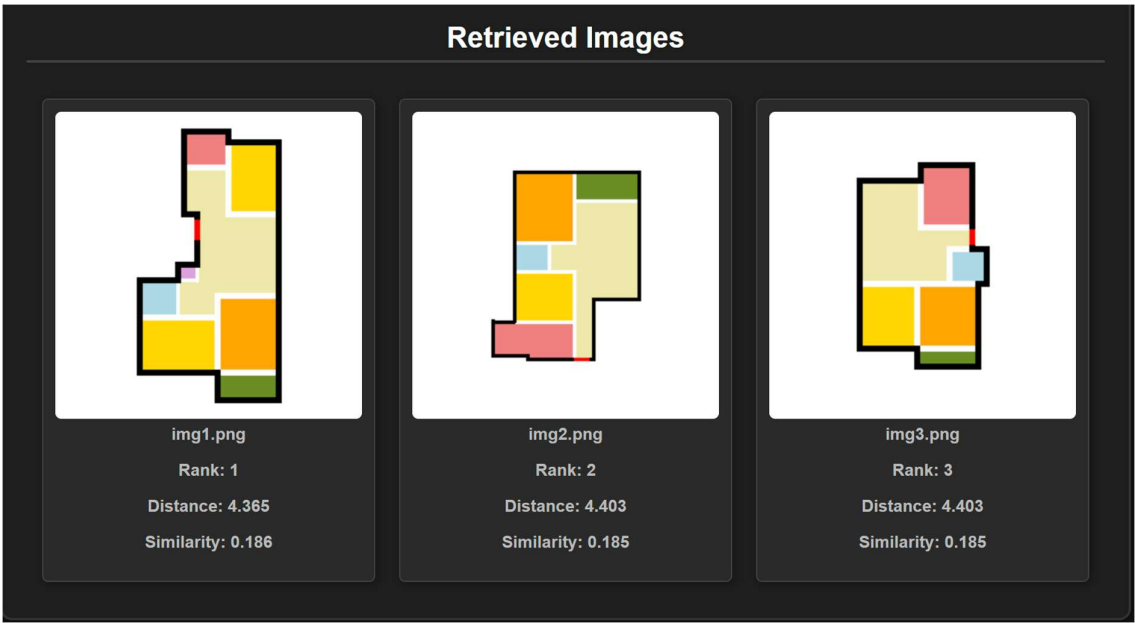 Retrieved Images
img1.png
Rank: 1
Distance: 4.365
Similarity: 0.186
img2.png
Rank: 2
Distance: 4.403
Similarity: 0.185
img3.png
Rank: 3
Distance: 4.403
Similarity: 0.185